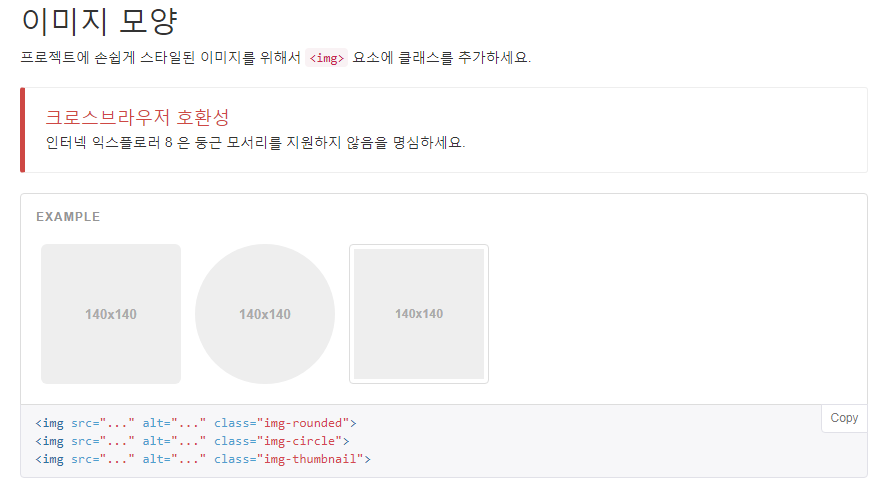 이미지 모양
프로젝트에 손쉽게 스타일된 이미지를 위해서 <img> 요소에 클래스를 추가하세요.
크로스브라우저 호환성
인터넷 익스플로러 8 은 둥근 모서리를 지원하지 않음을 명심하세요.
EXAMPLE
140x140 140x140 140x140
Copy
<img src="..." alt="..." class="img-rounded">
<img src="..." alt="..." class="img-circle">
<img src="..." alt="..." class="img-thumbnail">